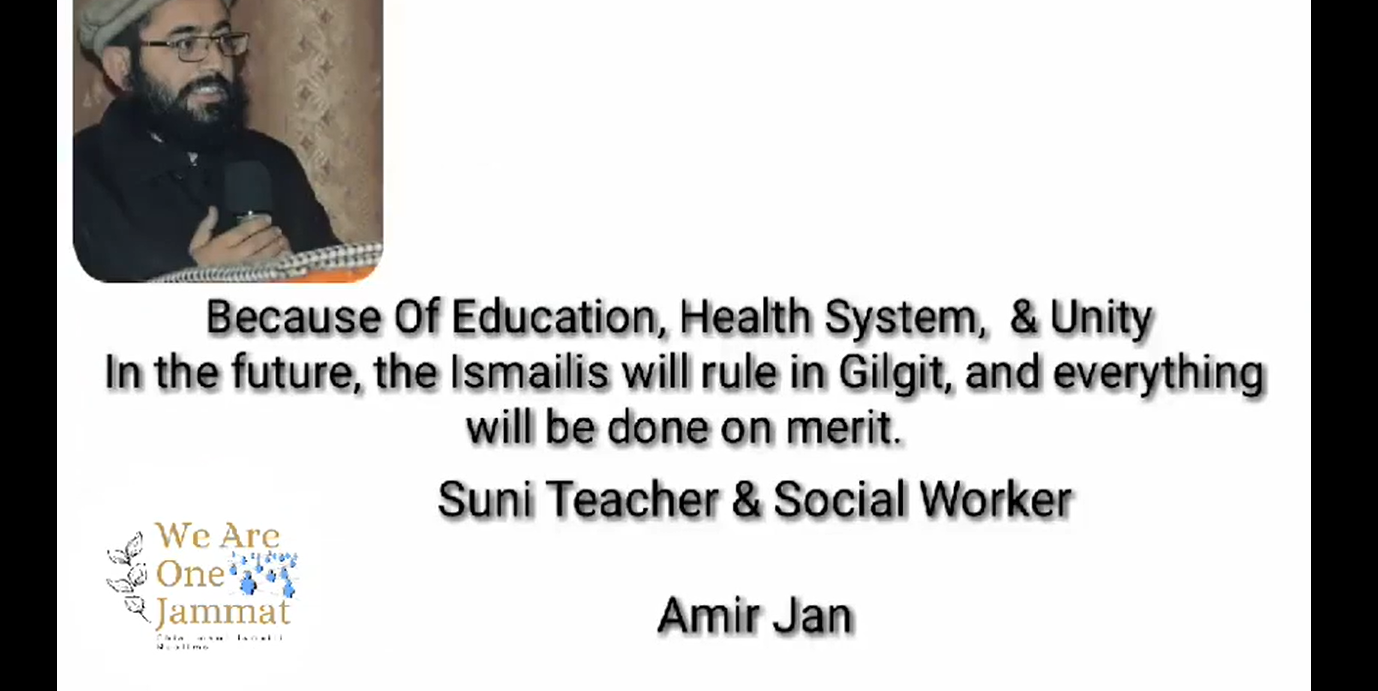 Because Of Education, Health System, & Unity
In the future, the Ismailis will rule in Gilgit, and everything
will be done on merit.
Suni Teacher & Social Worker
We Are
One
Jammat
Amir Jan